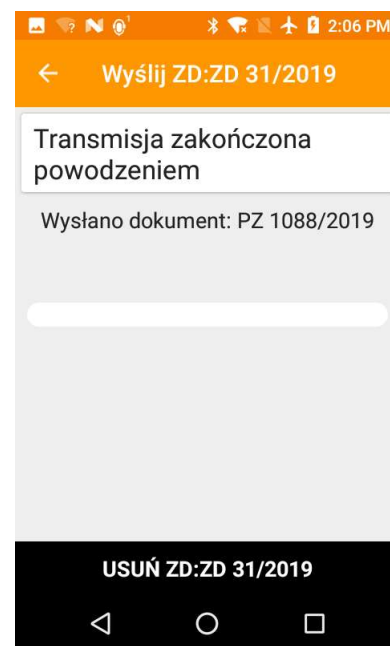 2:06 PM
Wyślij ZD:ZD 31/2019
Transmisja zakończona
powodzeniem
Wysłano dokument: PZ 1088/2019
USUŃ ZD:ZD 31/2019